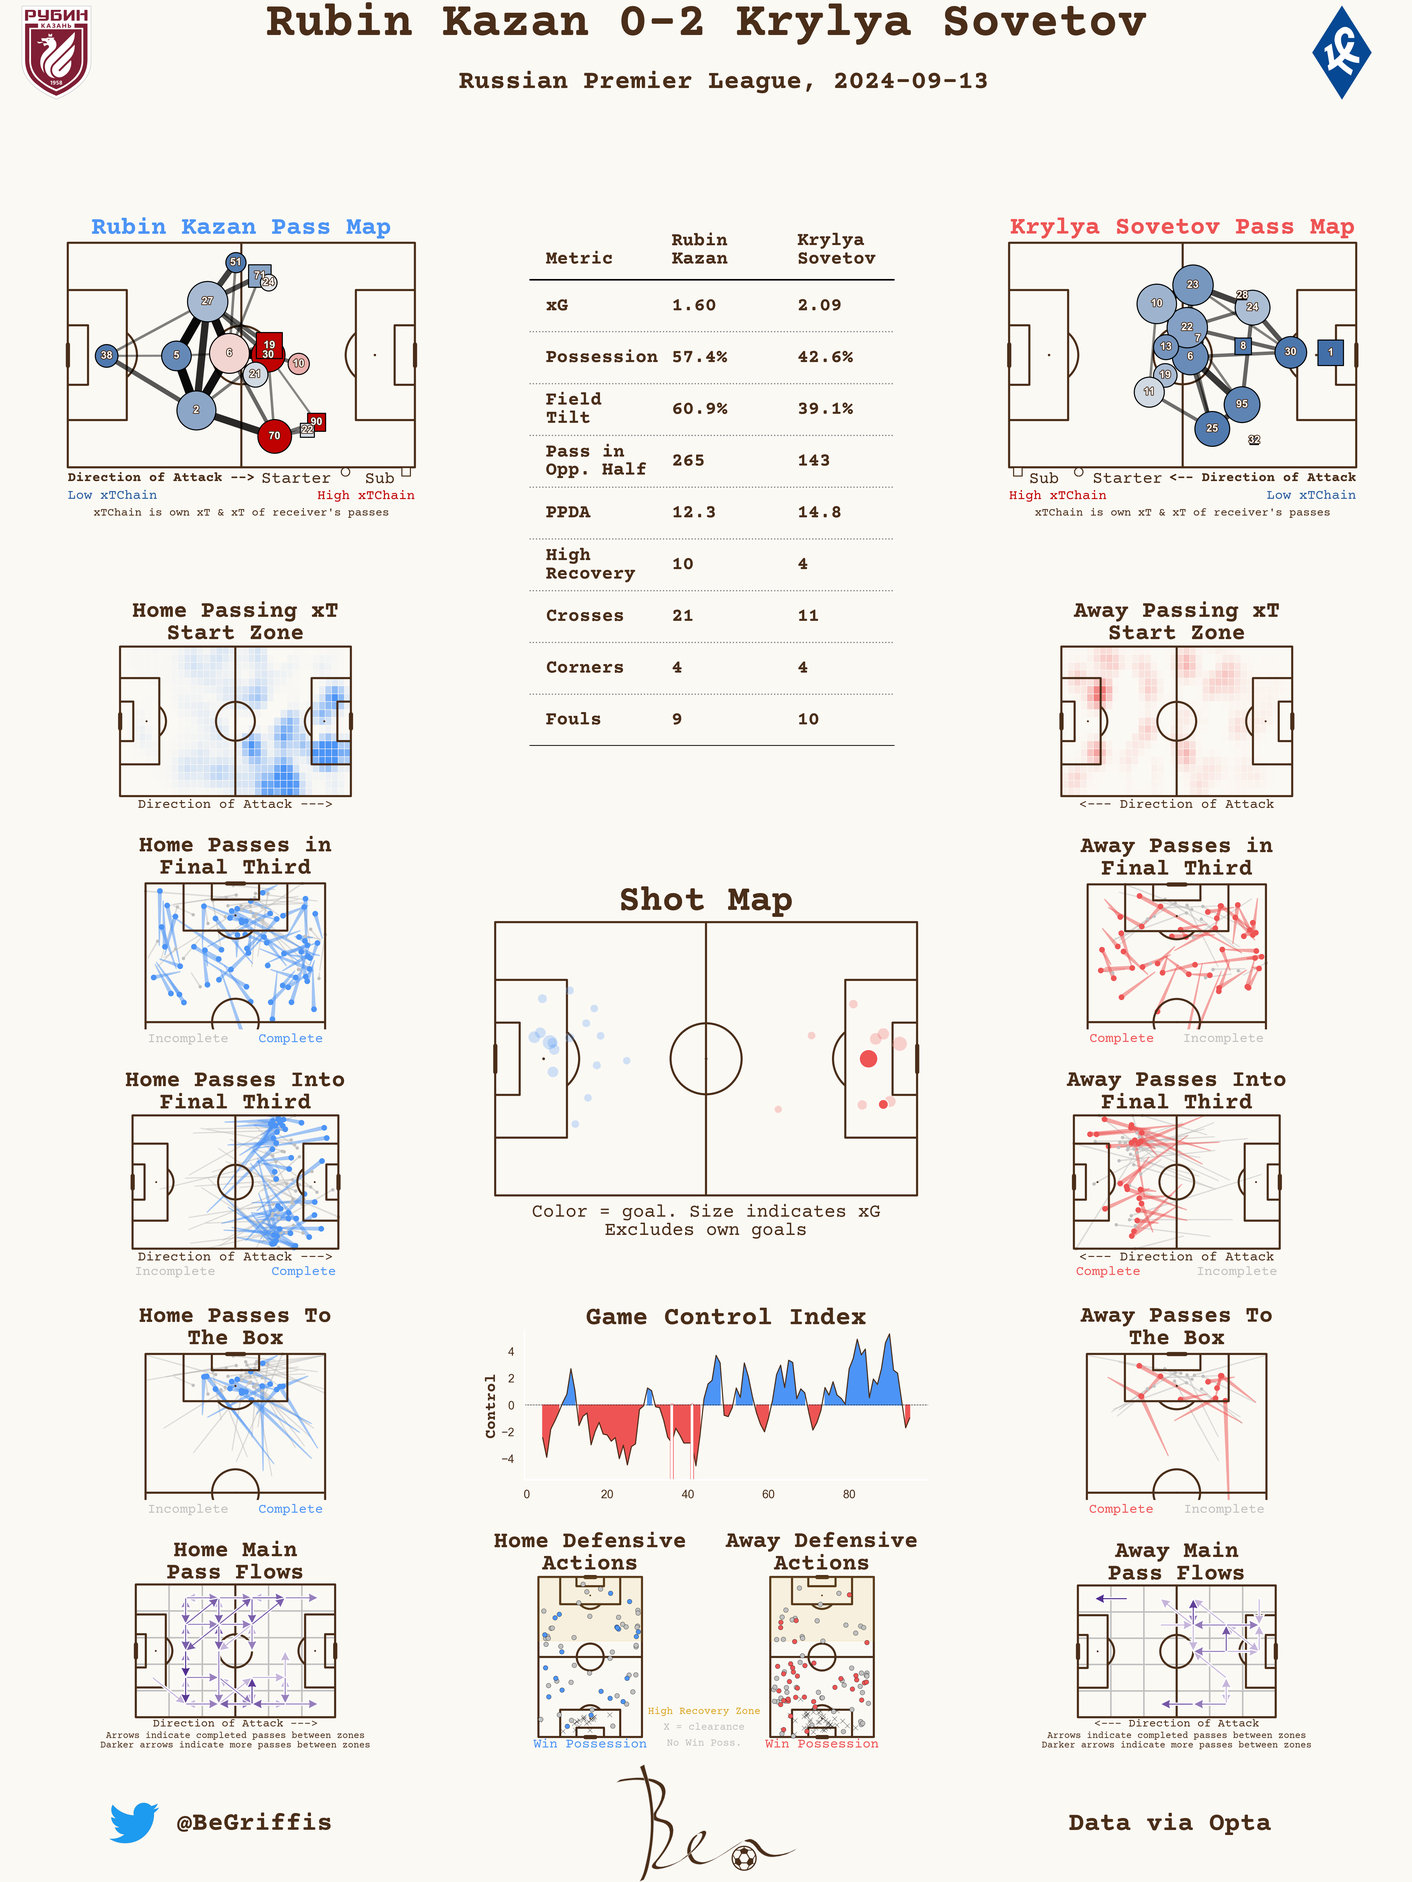 Rubin Kazan 0-2 Krylya Sovetov
РУБИН
КАЗАНЬ
1958
Russian Premier League, 2024-09-13
Rubin Kazan Pass Map
51
71
24
27
38
5
6
19
30
10
21
2
70
90
22
Direction of Attack --> Starter Sub
Low xTChain High xTChain
xTChain is own xT & xT of receiver's passes
Metric Rubin Kazan Krylya Sovetov
xG 1.60 2.09
Possession 57.4% 42.6%
Field Tilt 60.9% 39.1%
Pass in Opp. Half 265 143
PPDA 12.3 14.8
High Recovery 10 4
Crosses 21 11
Corners 4 4
Fouls 9 10
Krylya Sovetov Pass Map
23
10
28
24
22
7
13
6
8
30
1
19
11
95
25
32
Sub Starter <-- Direction of Attack
High xTChain Low xTChain
xTChain is own xT & xT of receiver's passes
Home Passing xT
Start Zone
Direction of Attack --->
Away Passing xT
Start Zone
<--- Direction of Attack
Home Passes in
Final Third
Incomplete Complete
Away Passes in
Final Third
Complete Incomplete
Shot Map
Color = goal. Size indicates xG
Excludes own goals
Home Passes Into
Final Third
Direction of Attack --->
Incomplete Complete
Away Passes Into
Final Third
<--- Direction of Attack
Complete Incomplete
Home Passes To
The Box
Incomplete Complete
Game Control Index
Control
4
2
0
−2
−4
0 20 40 60 80
Away Passes To
The Box
Complete Incomplete
Home Main
Pass Flows
Direction of Attack --->
Arrows indicate completed passes between zones
Darker arrows indicate more passes between zones
Home Defensive
Actions
Win Possession
High Recovery Zone
X = clearance
No Win Poss.
Away Defensive
Actions
Win Possession
Away Main
Pass Flows
<--- Direction of Attack
Arrows indicate completed passes between zones
Darker arrows indicate more passes between zones
@BeGriffis
Ben
Data via Opta